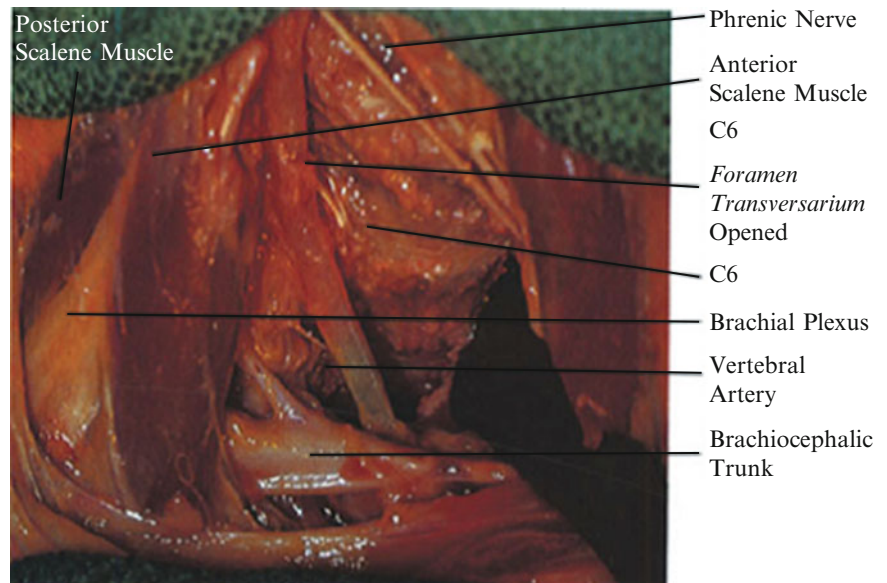 Posterior
Scalene Muscle
Phrenic Nerve
Anterior
Scalene Muscle
C6
Foramen
Transversarium
Opened
C6
Brachial Plexus
Vertebral
Artery
Brachiocephalic
Trunk